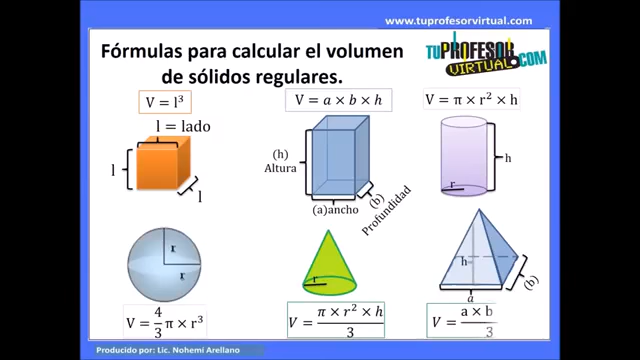 www.tuprofesorvirtual.com
Fórmulas para calcular el volumen
de sólidos regulares.
TU PROFESOR
VIRTUAL.COM
V = l³
l = lado
l
l
V = a × b × h
(h)
Altura
(a)ancho
(b)
Profundidad
V = π × r² × h
h
r
r
r
V = 4/3 π × r³
r
V = π × r² × h / 3
h
a
(b)
V = a × b / 3
Producido por: Lic. Nohemí Arellano